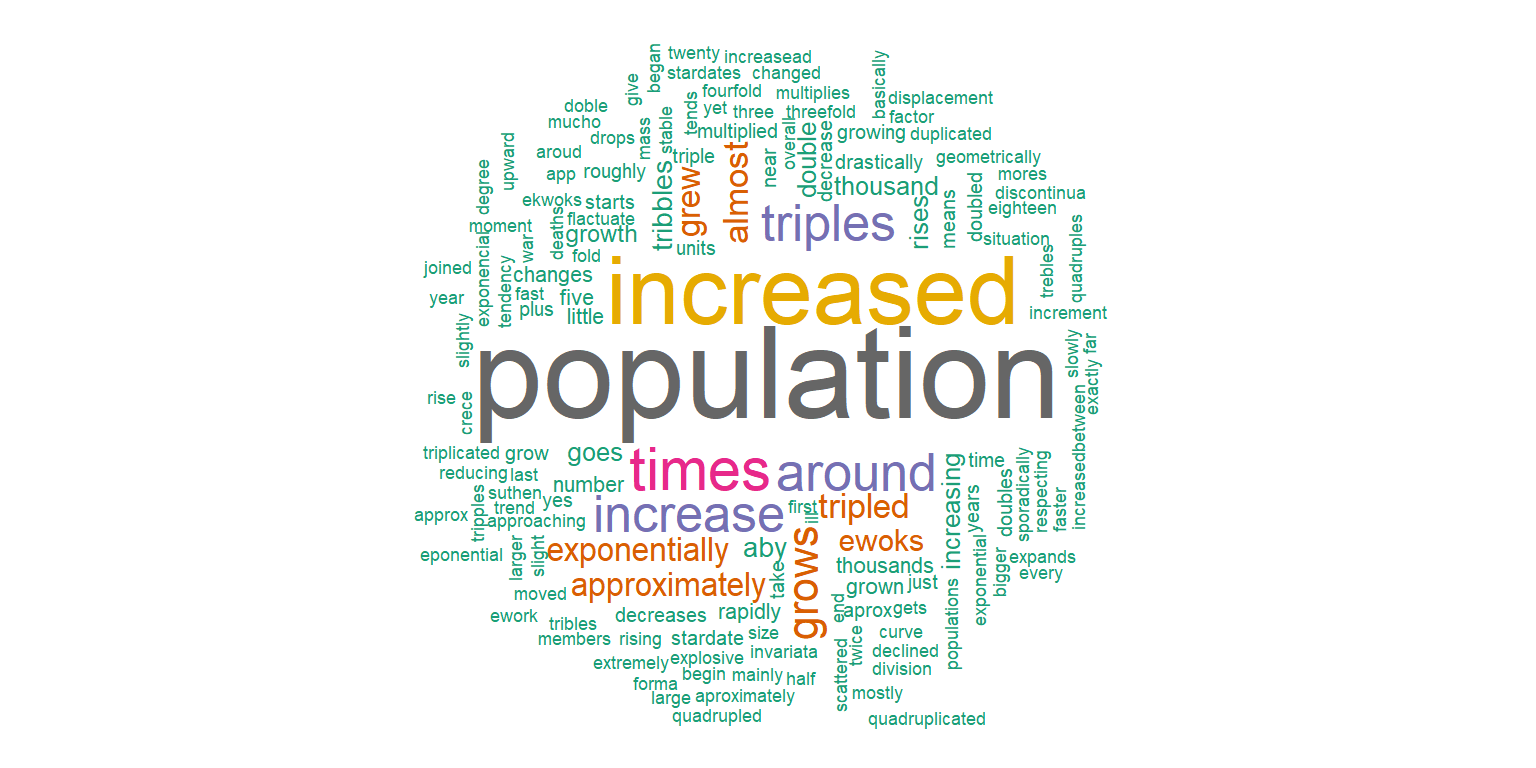 twenty
increasead
began
stardates
changed
basically
give
fourfold
multiplies
displacement
doble
tends
yet
three
threefold
factor
mucho
mass
stable
multiplied
overall
double
growing
duplicated
drops
upward
aroud
triple
almost
near
decrease
drastically
geometrically
degree
app
roughly
tribbles
grew
thousand
doubled
mores
ekwoks
starts
triples
rises
means
discontinua
deaths
flactuate
eighteen
moment
war
growth
units
situation
quadruples
exponencial
fold
trebles
joined
tendency
changes
increased
year
fast
five
plus
little
increment
slightly
population
slowly
exactly
far
rise
crece
increasedbetween
triplicated
grow
goes
times
around
increasing
time
sporadically
respecting
reducing
last
number
doubles
faster
tripples
suthen
yes
increase
first
tripled
years
approx
trend
approaching
ill
eponential
larger
slight
exponentially
aby
grows
ewoks
exponential
bigger
expands
moved
approximately
take
thousands
grown
just
every
ework
tribles
decreases
rapidly
end
aprox
gets
populations
members
rising
stardate
size
twice
curve
extremely
explosive
invariata
scattered
declined
forma
begin
mainly
half
division
large
aproximately
mostly
quadrupled
quadruplicated